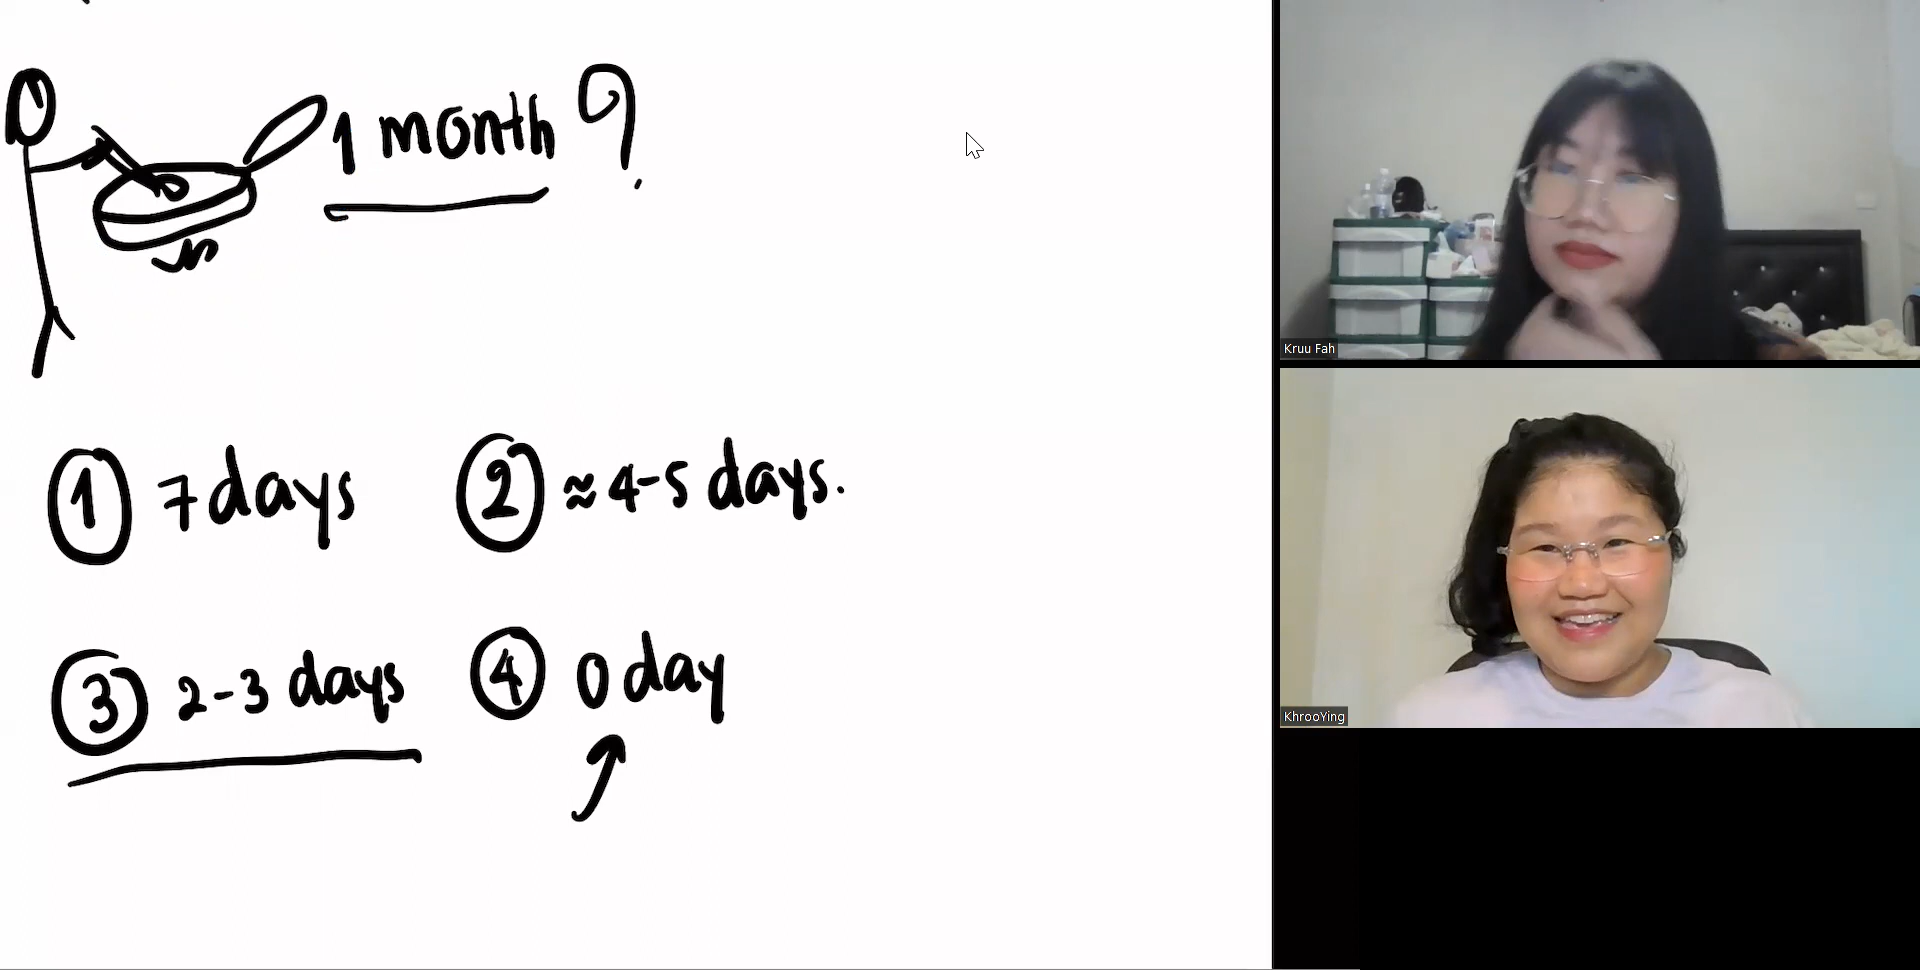 1 month ?
1 7 days
2 ≈ 4-5 days.
3 2-3 days
4 0 day
Kruu Fah
KhrooYing